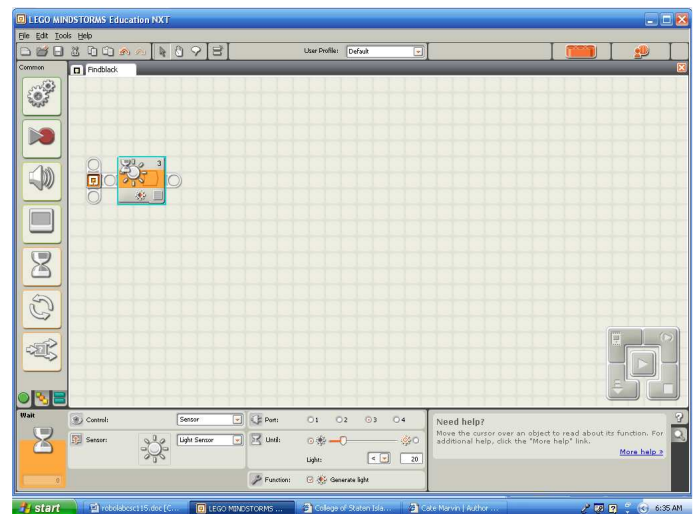 LEGO MINDSTORMS Education NXT
File Edit Tools Help
User Profile: Default
Common
Findblack
3
Wait
Control: Sensor
Port: 1 2 3 4
Need help?
Move the cursor over an object to read about its function. For
additional help, click the "More help" link.
More help »
Sensor: Light Sensor
Until:
Light: < 20
Function: Generate light
0
start
robolabcsc115.doc [C...
LEGO MINDSTORMS ...
College of Staten Isla...
Cate Marvin | Author ...
6:35 AM